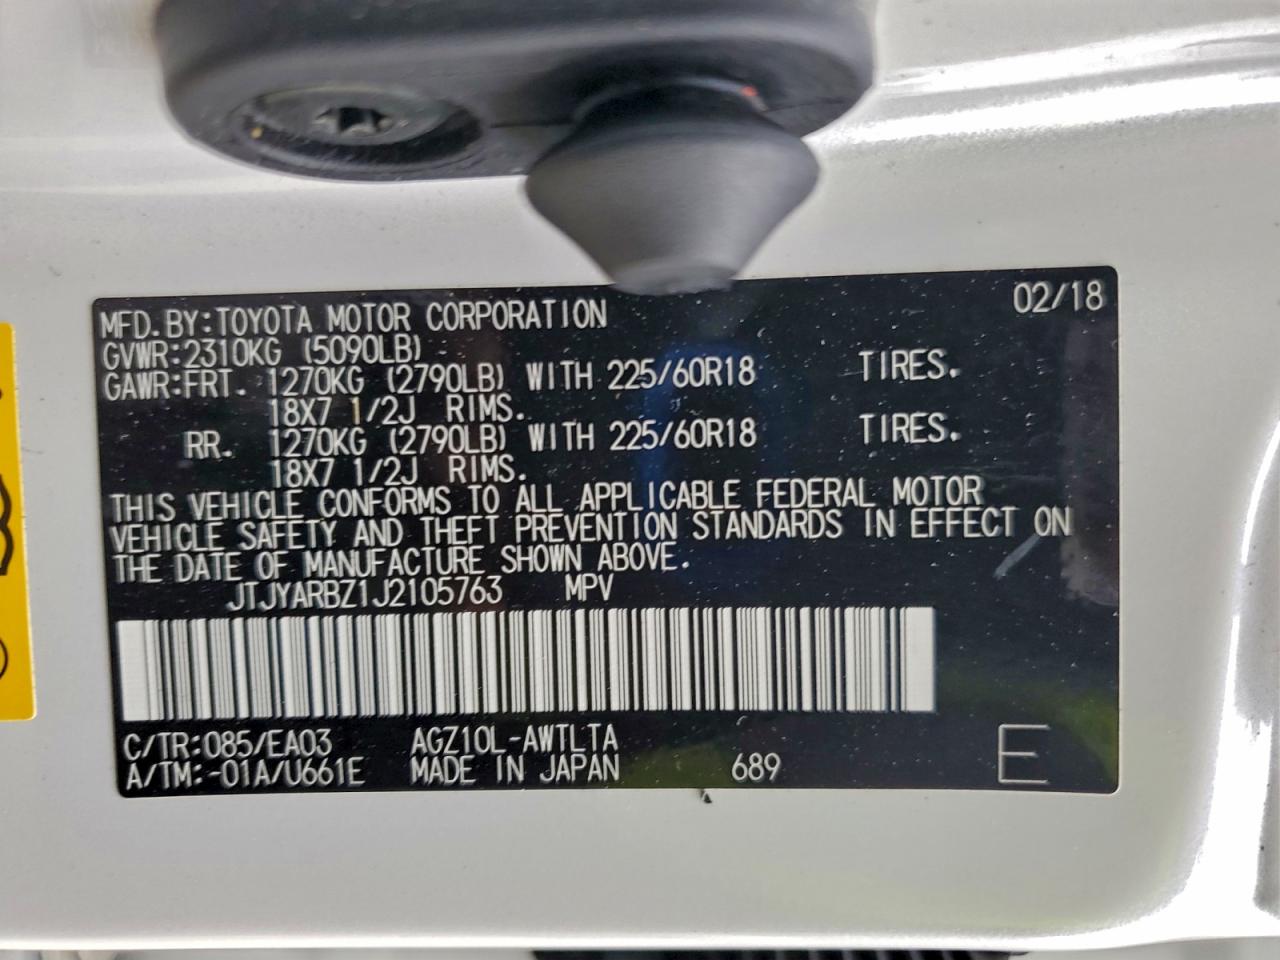 02/18
MFD.BY:TOYOTA MOTOR CORPORATION
GVWR:2310KG (5090LB)
GAWR:FRT. 1270KG (2790LB) WITH 225/60R18 TIRES.
18X7 1/2J RIMS.
RR. 1270KG (2790LB) WITH 225/60R18 TIRES.
18X7 1/2J RIMS.
THIS VEHICLE CONFORMS TO ALL APPLICABLE FEDERAL MOTOR
VEHICLE SAFETY AND THEFT PREVENTION STANDARDS IN EFFECT ON
THE DATE OF MANUFACTURE SHOWN ABOVE.
JTJYARBZ1J2105763 MPV
C/TR:085/EA03 AGZ10L-AWTLTA
A/TM:-01A/U661E MADE IN JAPAN 689 E